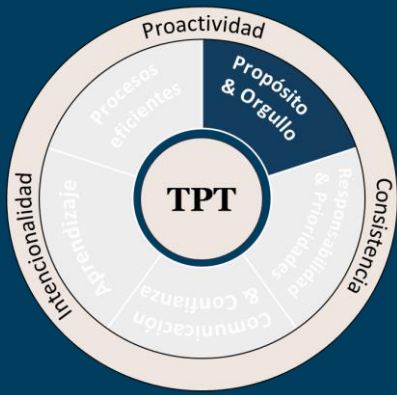 Proactividad
Propósito
& Orgullo
Procesos
eficientes
TPT
Responsabilidad
& Prioridades
Consistencia
Intencionalidad
Aprendizaje
Comunicación
& Confianza